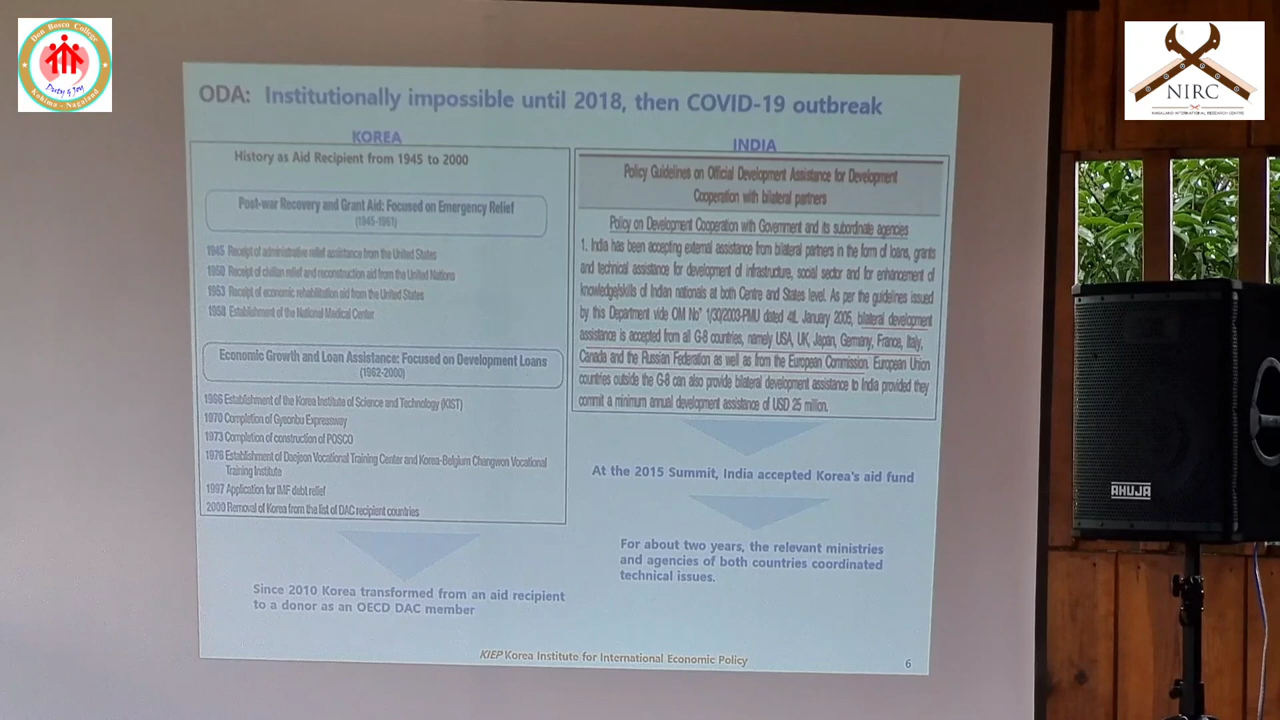 Don Bosco College
Duty & Joy
Kohima - Nagaland
NIRC
NAGALAND INTERNATIONAL RESEARCH CENTRE
ODA: Institutionally impossible until 2018, then COVID-19 outbreak
KOREA
History as Aid Recipient from 1945 to 2000
Post-war Recovery and Grant Aid: Focused on Emergency Relief
(1945-1961)
1945 Receipt of administrative relief assistance from the United States
1950 Receipt of civilian relief and reconstruction aid from the United Nations
1953 Receipt of economic rehabilitation aid from the United States
1958 Establishment of the National Medical Center
Economic Growth and Loan Assistance: Focused on Development Loans
(1962-2000)
1966 Establishment of the Korea Institute of Science and Technology (KIST)
1970 Completion of Gyeonbu Expressway
1973 Completion of construction of POSCO
1976 Establishment of Daejeon Vocational Training Center and Korea-Belgium Changwon Vocational
Training Institute
1997 Application for IMF debt relief
2000 Removal of Korea from the list of DAC recipient countries
Since 2010 Korea transformed from an aid recipient
to a donor as an OECD DAC member
INDIA
Policy Guidelines on Official Development Assistance for Development
Cooperation with bilateral partners
Policy on Development Cooperation with Government and its subordinate agencies
1. India has been accepting external assistance from bilateral partners in the form of loans, grants
and technical assistance for development of infrastructure, social sector and for enhancement of
knowledge/skills of Indian nationals at both Centre and States level. As per the guidelines issued
by this Department vide OM No" 1(30)/2003-PMU dated January 2005, bilateral development
assistance is accepted from all G-8 countries, namely USA, UK, Japan, Germany, France, Italy,
Canada and the Russian Federation as well as from the European Commission. European Union
countries outside the G-8 can also provide bilateral development assistance to India provided they
commit a minimum annual development assistance of USD 25 million.
At the 2015 Summit, India accepted Korea's aid fund
For about two years, the relevant ministries
and agencies of both countries coordinated
technical issues.
KIEP Korea Institute for International Economic Policy
6
AHUJA